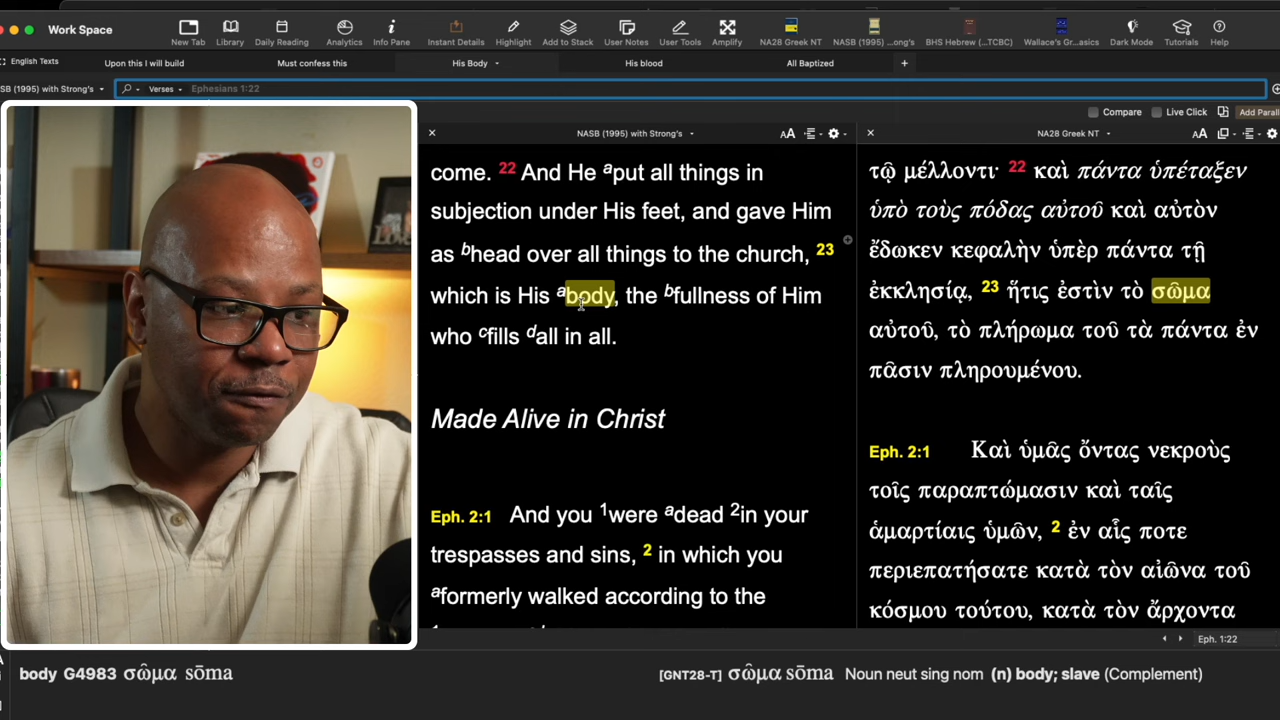 Work Space
New Tab
Library
Daily Reading
Analytics
Info Pane
Instant Details
Highlight
Add to Stack
User Notes
User Tools
Amplify
NA28 Greek NT
NASB (1995) ...ong's
BHS Hebrew (...TCBC)
Wallace's Gr...asics
Dark Mode
Tutorials
Help
English Texts
Upon this I will build
Must confess this
His Body
His blood
All Baptized
SB (1995) with Strong's
Verses
Ephesians 1:22
Compare
Live Click
Add Parall
NASB (1995) with Strong's
AA
come. 22 And He aput all things in
subjection under His feet, and gave Him
as bhead over all things to the church, 23
which is His abody, the bfullness of Him
who cfills dall in all.
Made Alive in Christ
Eph. 2:1 And you 1were adead 2in your
trespasses and sins, 2 in which you
aformerly walked according to the
NA28 Greek NT
AA
τῷ μέλλοντι· 22 καὶ πάντα ὑπέταξεν
ὑπὸ τοὺς πόδας αὐτοῦ καὶ αὐτὸν
ἔδωκεν κεφαλὴν ὑπὲρ πάντα τῇ
ἐκκλησίᾳ, 23 ἥτις ἐστὶν τὸ σῶμα
αὐτοῦ, τὸ πλήρωμα τοῦ τὰ πάντα ἐν
πᾶσιν πληρουμένου.
Eph. 2:1 Καὶ ὑμᾶς ὄντας νεκροὺς
τοῖς παραπτώμασιν καὶ ταῖς
ἁμαρτίαις ὑμῶν, 2 ἐν αἷς ποτε
περιεπατήσατε κατὰ τὸν αἰῶνα τοῦ
κόσμου τούτου, κατὰ τὸν ἄρχοντα
Eph. 1:22
body G4983 σῶμα sōma
[GNT28-T] σῶμα sōma Noun neut sing nom (n) body; slave (Complement)